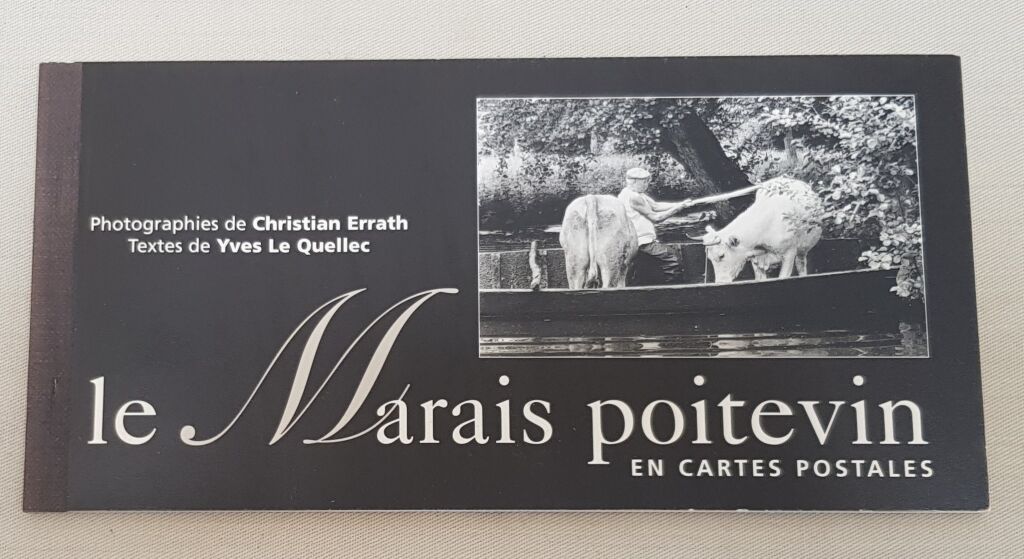 Photographies de Christian Errath
Textes de Yves Le Quellec
le Marais poitevin
EN CARTES POSTALES